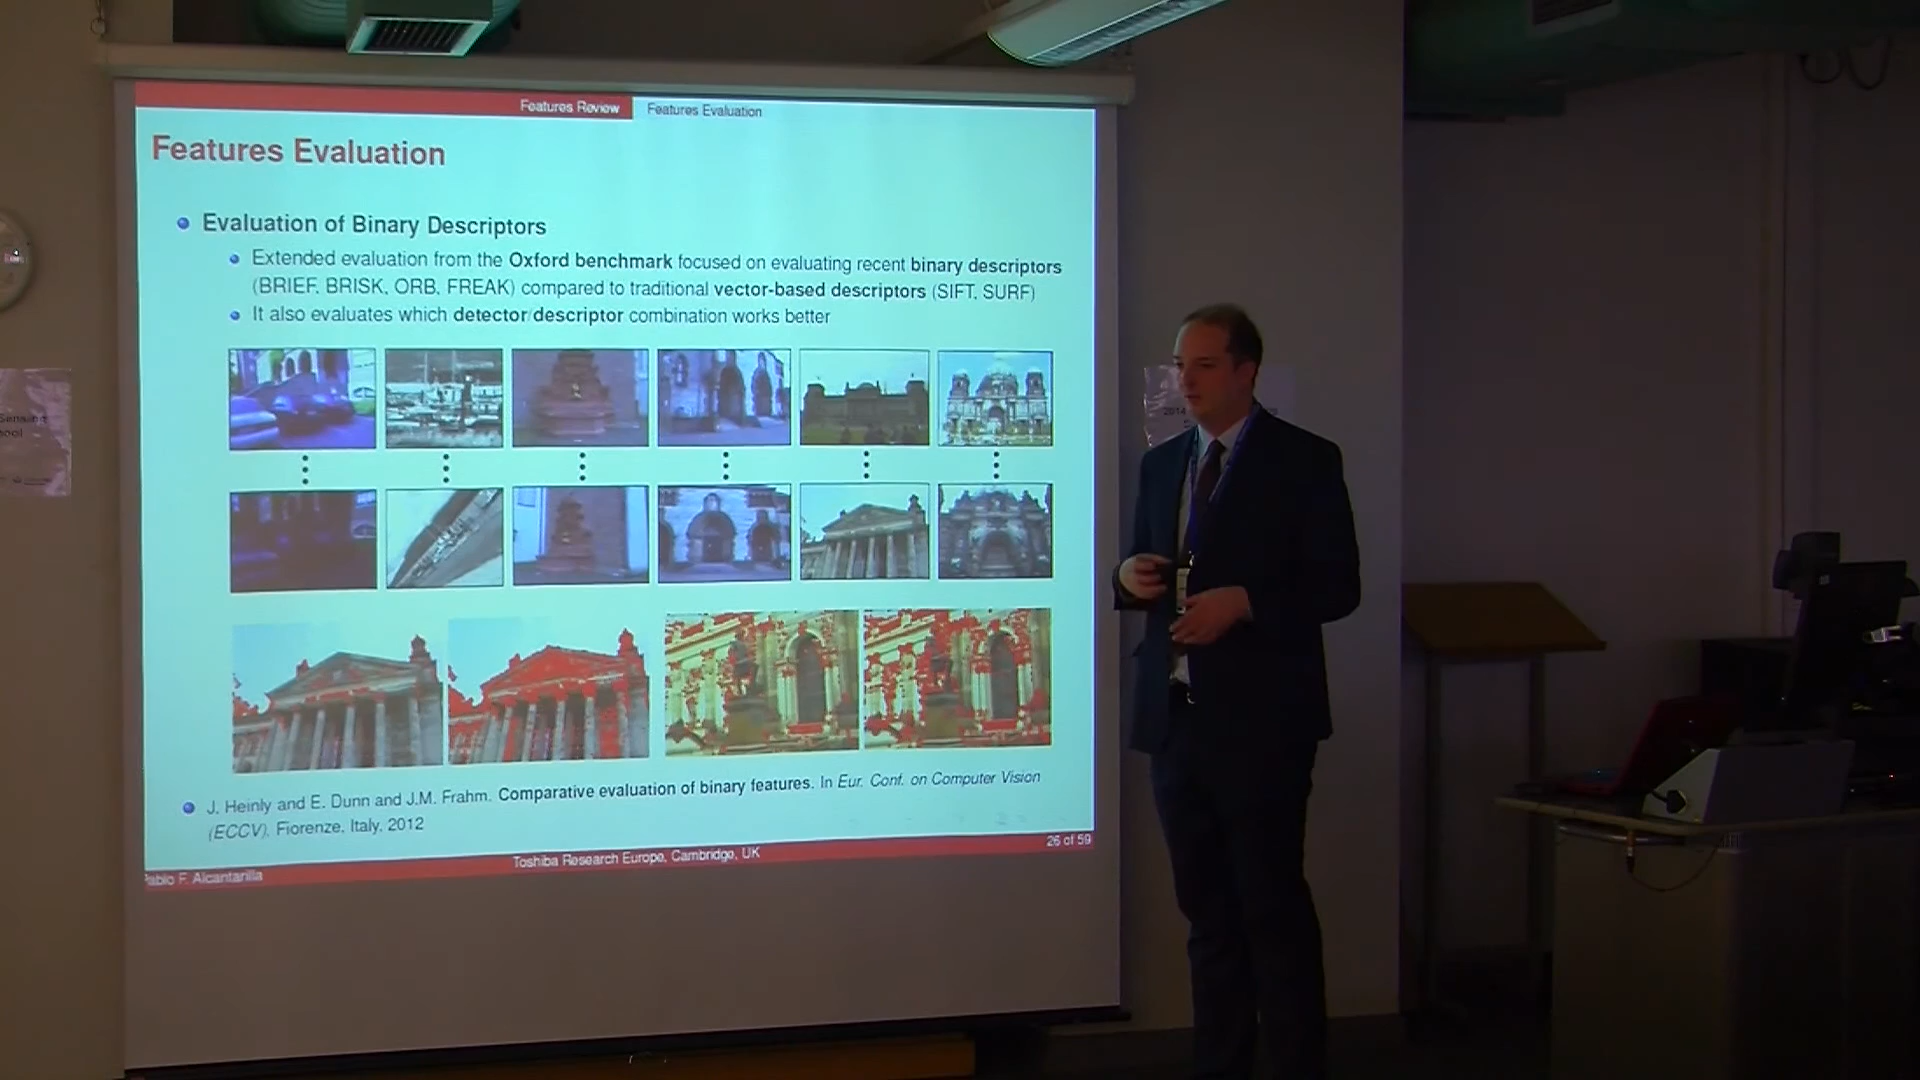 Features Review Features Evaluation
Features Evaluation
Evaluation of Binary Descriptors
Extended evaluation from the Oxford benchmark focused on evaluating recent binary descriptors
(BRIEF, BRISK, ORB, FREAK) compared to traditional vector-based descriptors (SIFT, SURF)
It also evaluates which detector/descriptor combination works better
J. Heinly and E. Dunn and J.M. Frahm. Comparative evaluation of binary features. In Eur. Conf. on Computer Vision
(ECCV), Fiorenze, Italy, 2012
26 of 59
Pablo F. Alcantarilla Toshiba Research Europe, Cambridge, UK
2014